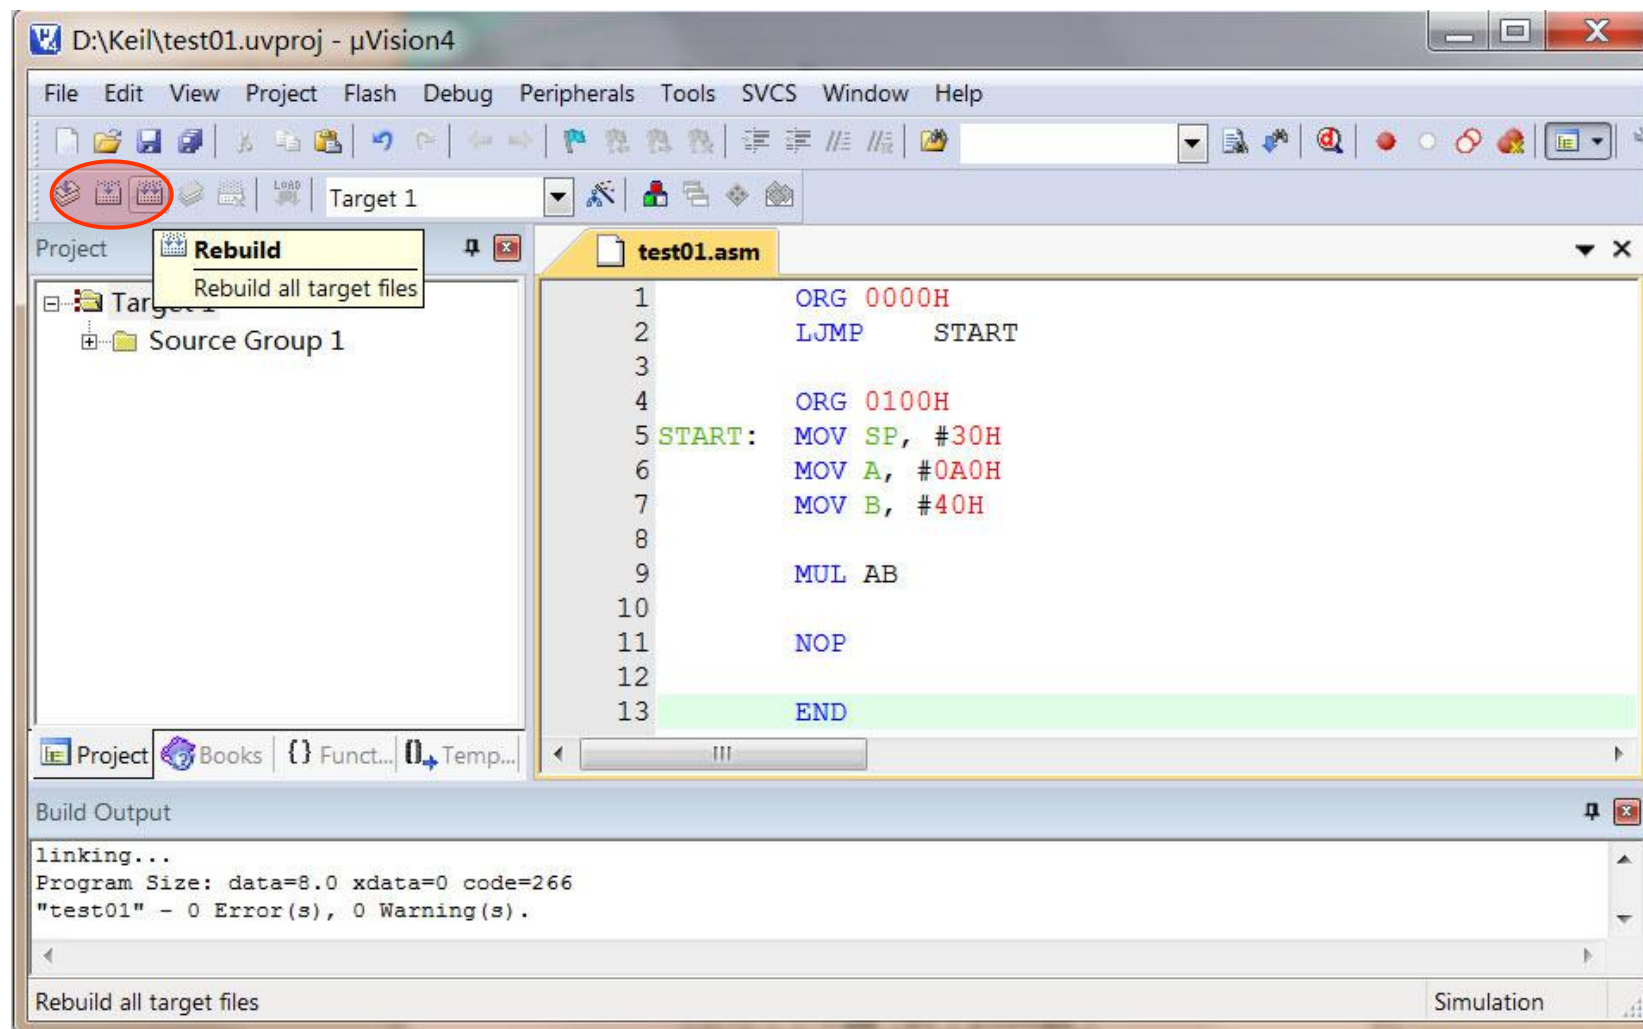 D:\Keil\test01.uvproj - µVision4
File Edit View Project Flash Debug Peripherals Tools SVCS Window Help
LOAD Target 1
Project
Rebuild
Rebuild all target files
Target 1
Source Group 1
test01.asm
1 ORG 0000H
2 LJMP START
3
4 ORG 0100H
5 START: MOV SP, #30H
6 MOV A, #0A0H
7 MOV B, #40H
8
9 MUL AB
10
11 NOP
12
13 END
Project Books {} Funct... Temp...
Build Output
linking...
Program Size: data=8.0 xdata=0 code=266
"test01" - 0 Error(s), 0 Warning(s).
Rebuild all target files Simulation